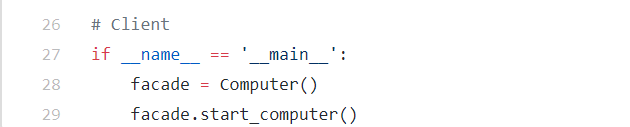 26 # Client
27 if __name__ == '__main__':
28     facade = Computer()
29     facade.start_computer()